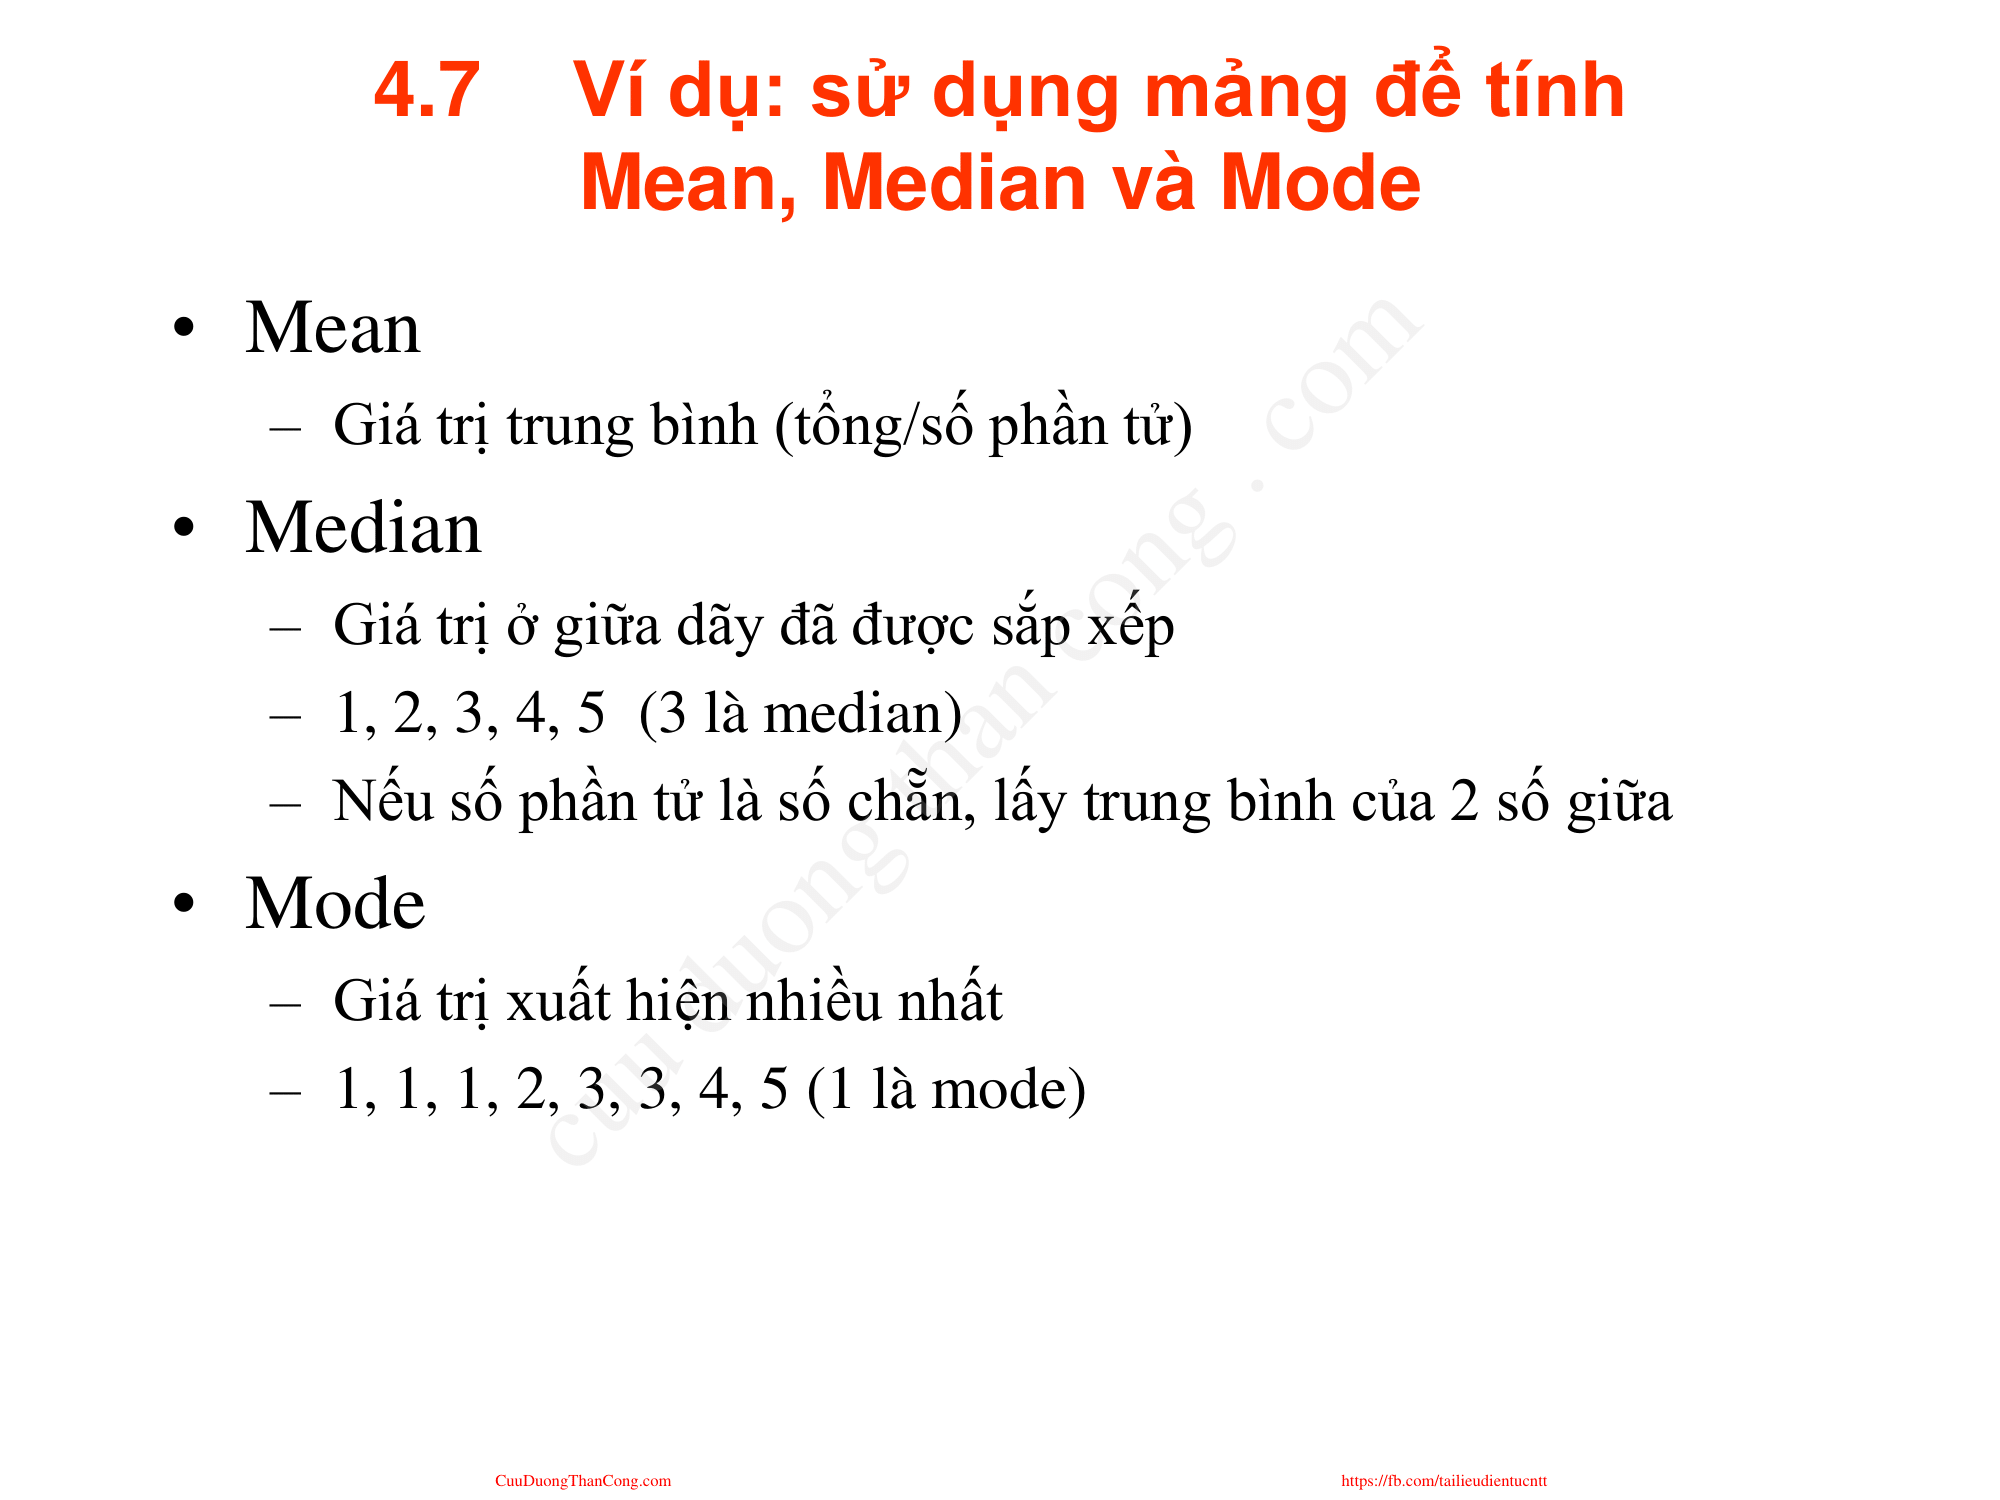 4.7 Ví dụ: sử dụng mảng để tính
Mean, Median và Mode
• Mean
– Giá trị trung bình (tổng/số phần tử)
• Median
– Giá trị ở giữa dãy đã được sắp xếp
– 1, 2, 3, 4, 5 (3 là median)
– Nếu số phần tử là số chẵn, lấy trung bình của 2 số giữa
• Mode
– Giá trị xuất hiện nhiều nhất
– 1, 1, 1, 2, 3, 3, 4, 5 (1 là mode)
cuu duong than cong . com
CuuDuongThanCong.com
https://fb.com/tailieudientucntt